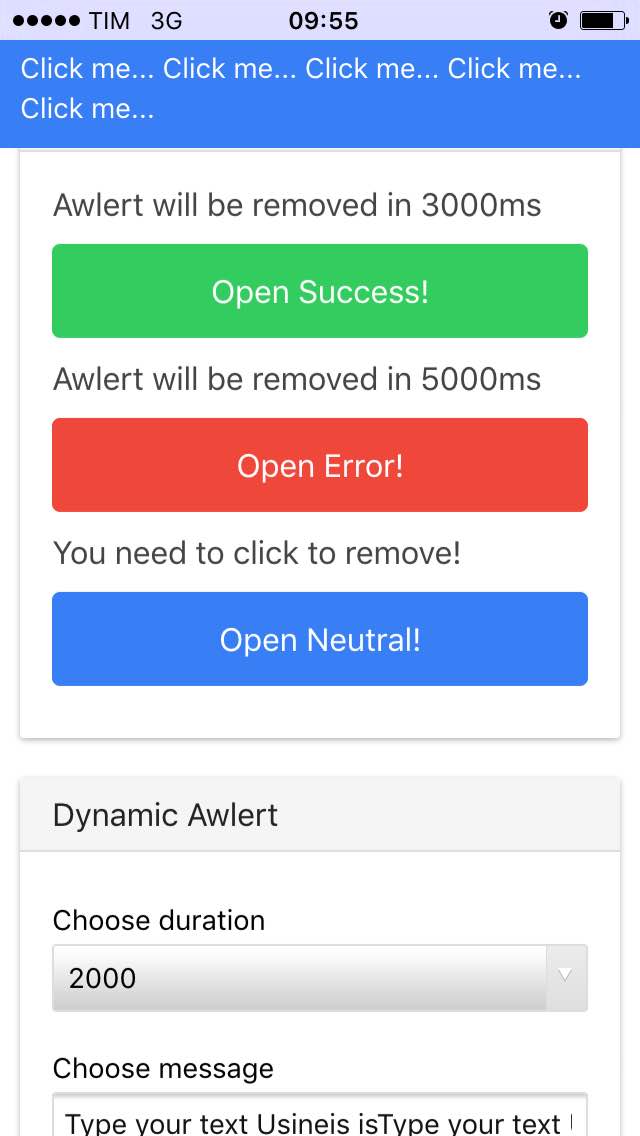 TIM 3G 09:55
Click me... Click me... Click me... Click me...
Click me...
Awlert will be removed in 3000ms
Open Success!
Awlert will be removed in 5000ms
Open Error!
You need to click to remove!
Open Neutral!
Dynamic Awlert
Choose duration
2000
Choose message
Type your text Usineis isType your text